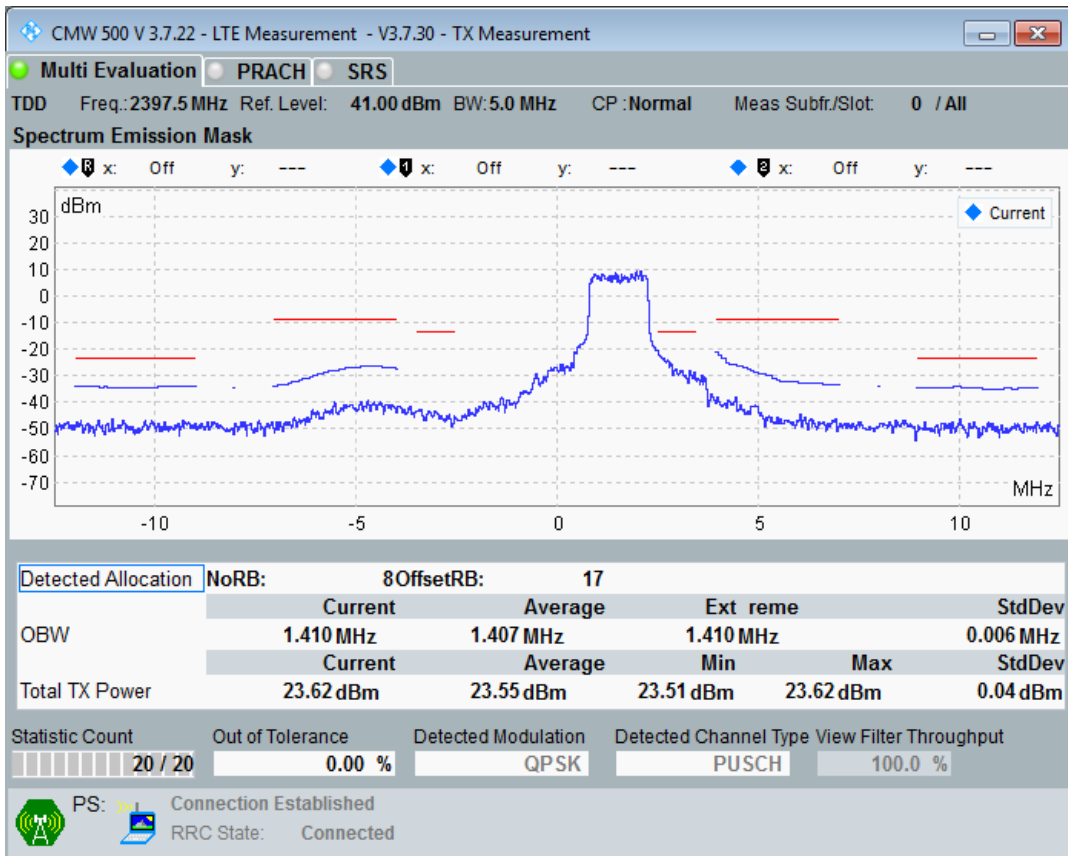 CMW 500 V 3.7.22 - LTE Measurement - V3.7.30 - TX Measurement
Multi Evaluation PRACH SRS
TDD Freq.:2397.5 MHz Ref. Level: 41.00 dBm BW:5.0 MHz CP :Normal Meas Subfr./Slot: 0 / All
Spectrum Emission Mask
R x: Off y: --- 1 x: Off y: --- 2 x: Off y: ---
dBm
Current
30
20
10
0
-10
-20
-30
-40
-50
-60
-70
MHz
-10 -5 0 5 10
Detected Allocation NoRB: 8OffsetRB: 17
Current Average Ext reme StdDev
OBW 1.410 MHz 1.407 MHz 1.410 MHz 0.006 MHz
Current Average Min Max StdDev
Total TX Power 23.62 dBm 23.55 dBm 23.51 dBm 23.62 dBm 0.04 dBm
Statistic Count Out of Tolerance Detected Modulation Detected Channel Type View Filter Throughput
20 / 20 0.00 % QPSK PUSCH 100.0 %
PS: Connection Established
RRC State: Connected